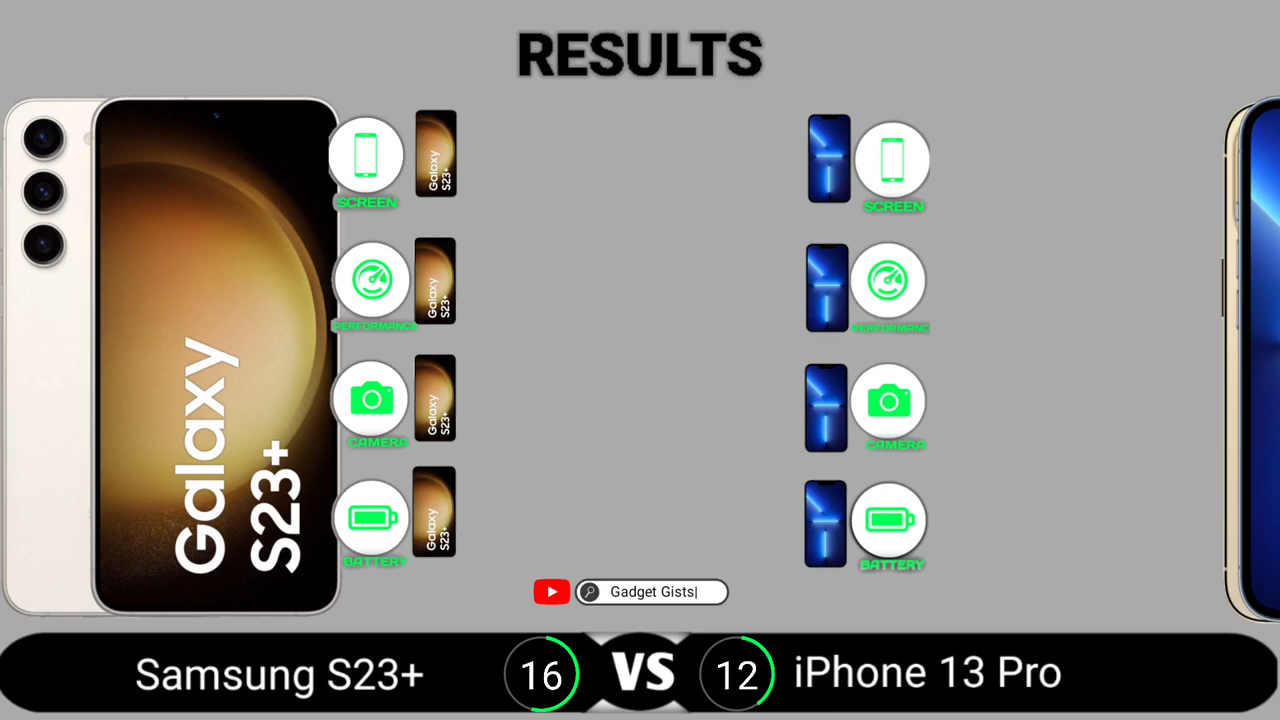 RESULTS
Galaxy
S23+
SCREEN
Galaxy
S23+
PERFORMANCE
Galaxy
S23+
CAMERA
Galaxy
S23+
BATTERY
Galaxy
S23+
SCREEN
PERFORMANC
CAMERA
BATTERY
Gadget Gists|
Samsung S23+ 16 VS 12 iPhone 13 Pro